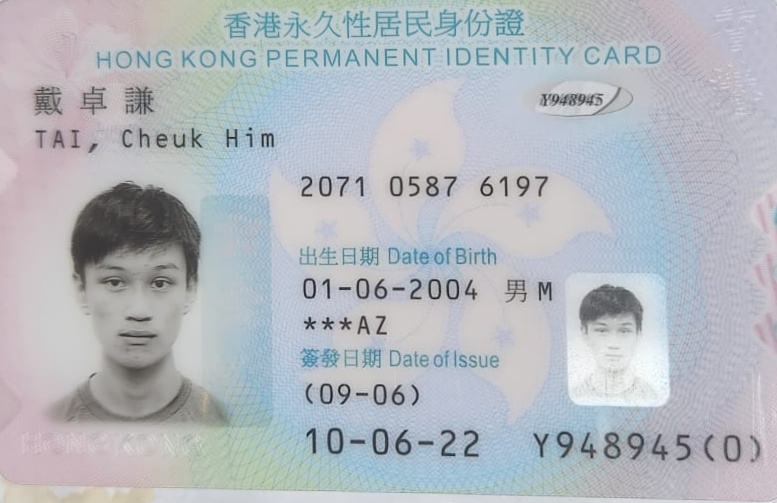 香港永久性居民身份證
HONG KONG PERMANENT IDENTITY CARD
戴卓謙
TAI, Cheuk Him
Y948945
2071 0587 6197
出生日期 Date of Birth
01-06-2004 男 M
***AZ
簽發日期 Date of Issue
(09-06)
10-06-22
Y948945(0)
HONG KONG